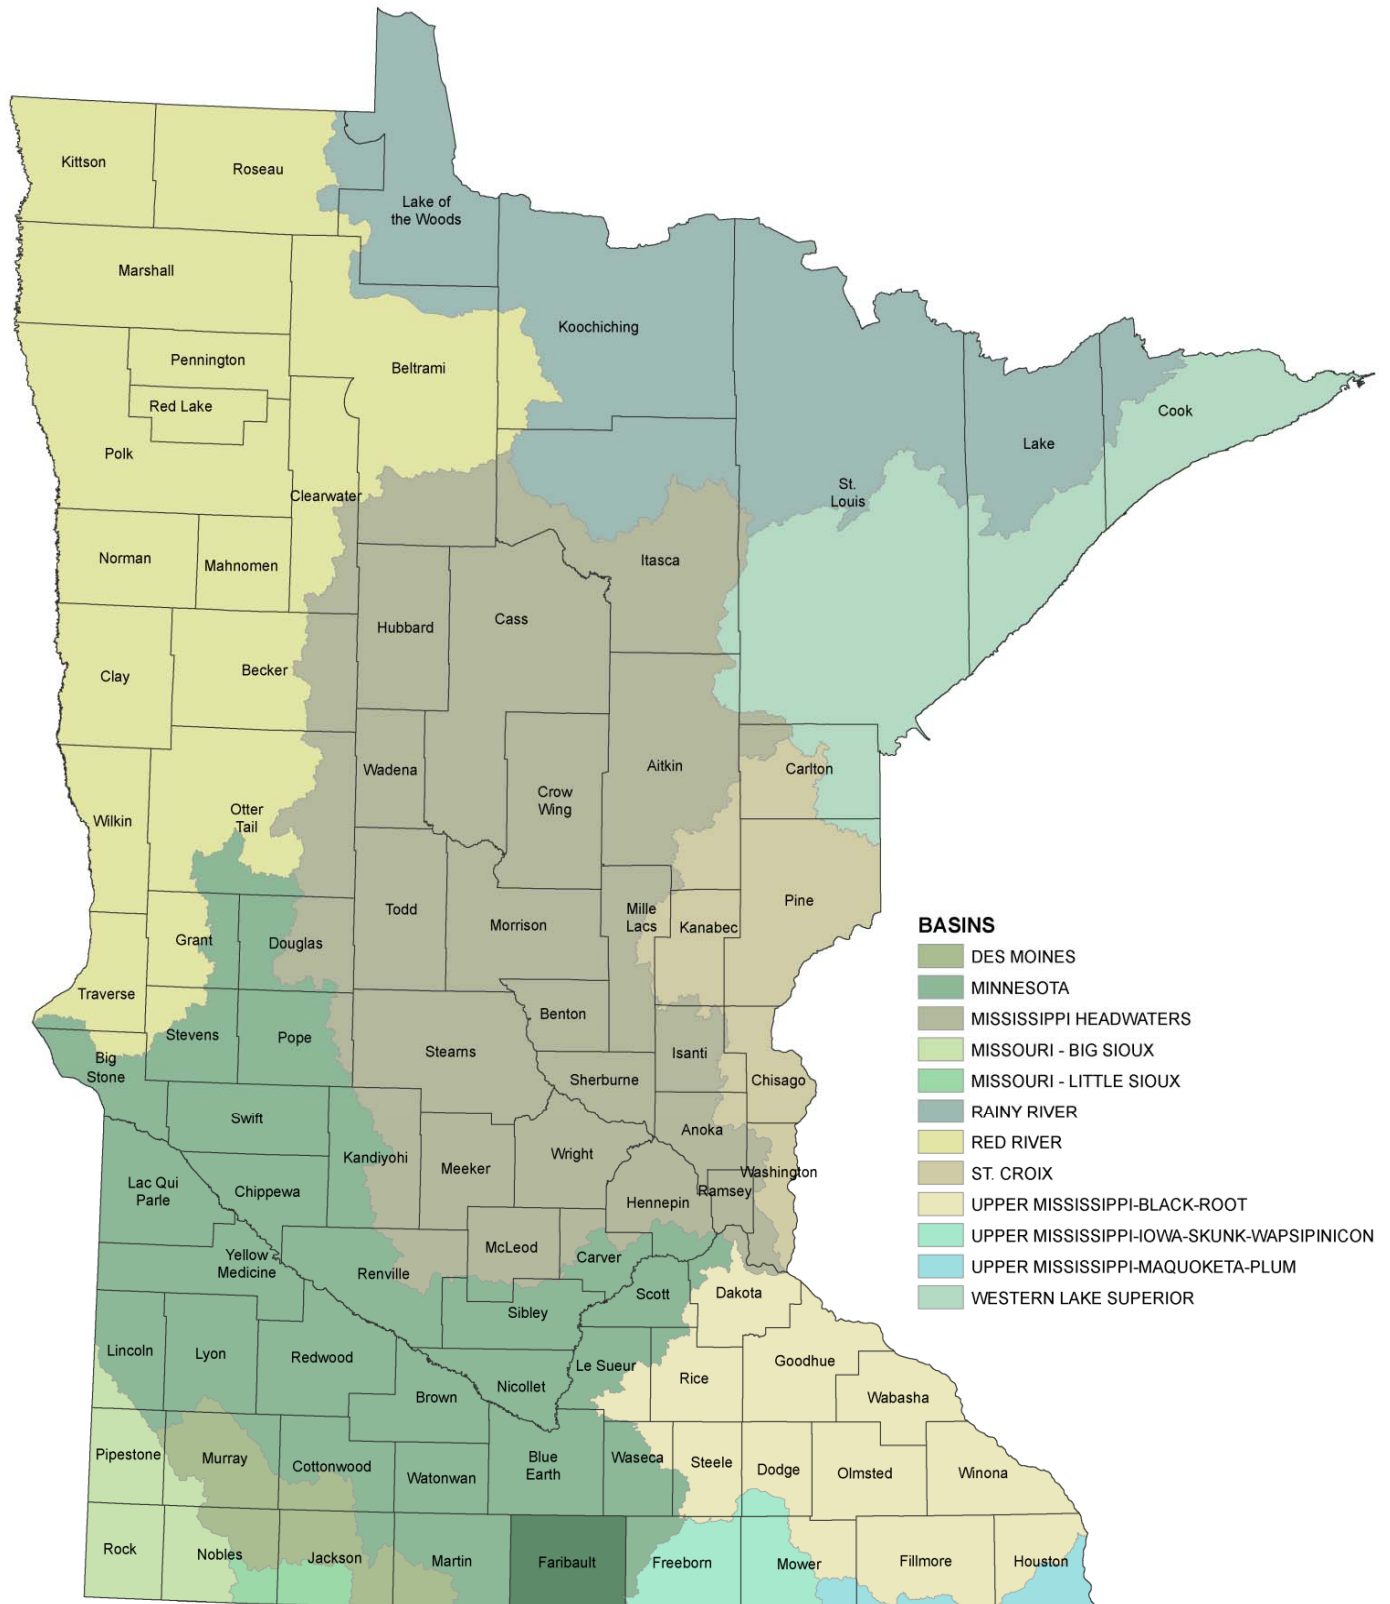 Kittson
Roseau
Lake of
the Woods
Marshall
Koochiching
Pennington
Beltrami
Red Lake
Cook
Polk
Lake
Clearwater
St.
Louis
Norman
Mahnomen
Itasca
Hubbard
Cass
Clay
Becker
Wadena
Aitkin
Carlton
Crow
Wing
Wilkin
Otter
Tail
Todd
Morrison
Mille
Lacs
Kanabec
Pine
Grant
Douglas
Traverse
Stevens
Pope
Benton
Big
Stone
Stearns
Isanti
Sherburne
Chisago
Swift
Anoka
Kandiyohi
Meeker
Wright
Washington
Lac Qui
Parle
Chippewa
Hennepin
Ramsey
McLeod
Carver
Yellow
Medicine
Renville
Sibley
Scott
Dakota
Lincoln
Lyon
Redwood
Le Sueur
Rice
Goodhue
Brown
Nicollet
Wabasha
Pipestone
Murray
Cottonwood
Watonwan
Blue
Earth
Waseca
Steele
Dodge
Olmsted
Winona
Rock
Nobles
Jackson
Martin
Faribault
Freeborn
Mower
Fillmore
Houston
BASINS
DES MOINES
MINNESOTA
MISSISSIPPI HEADWATERS
MISSOURI - BIG SIOUX
MISSOURI - LITTLE SIOUX
RAINY RIVER
RED RIVER
ST. CROIX
UPPER MISSISSIPPI-BLACK-ROOT
UPPER MISSISSIPPI-IOWA-SKUNK-WAPSIPINICON
UPPER MISSISSIPPI-MAQUOKETA-PLUM
WESTERN LAKE SUPERIOR